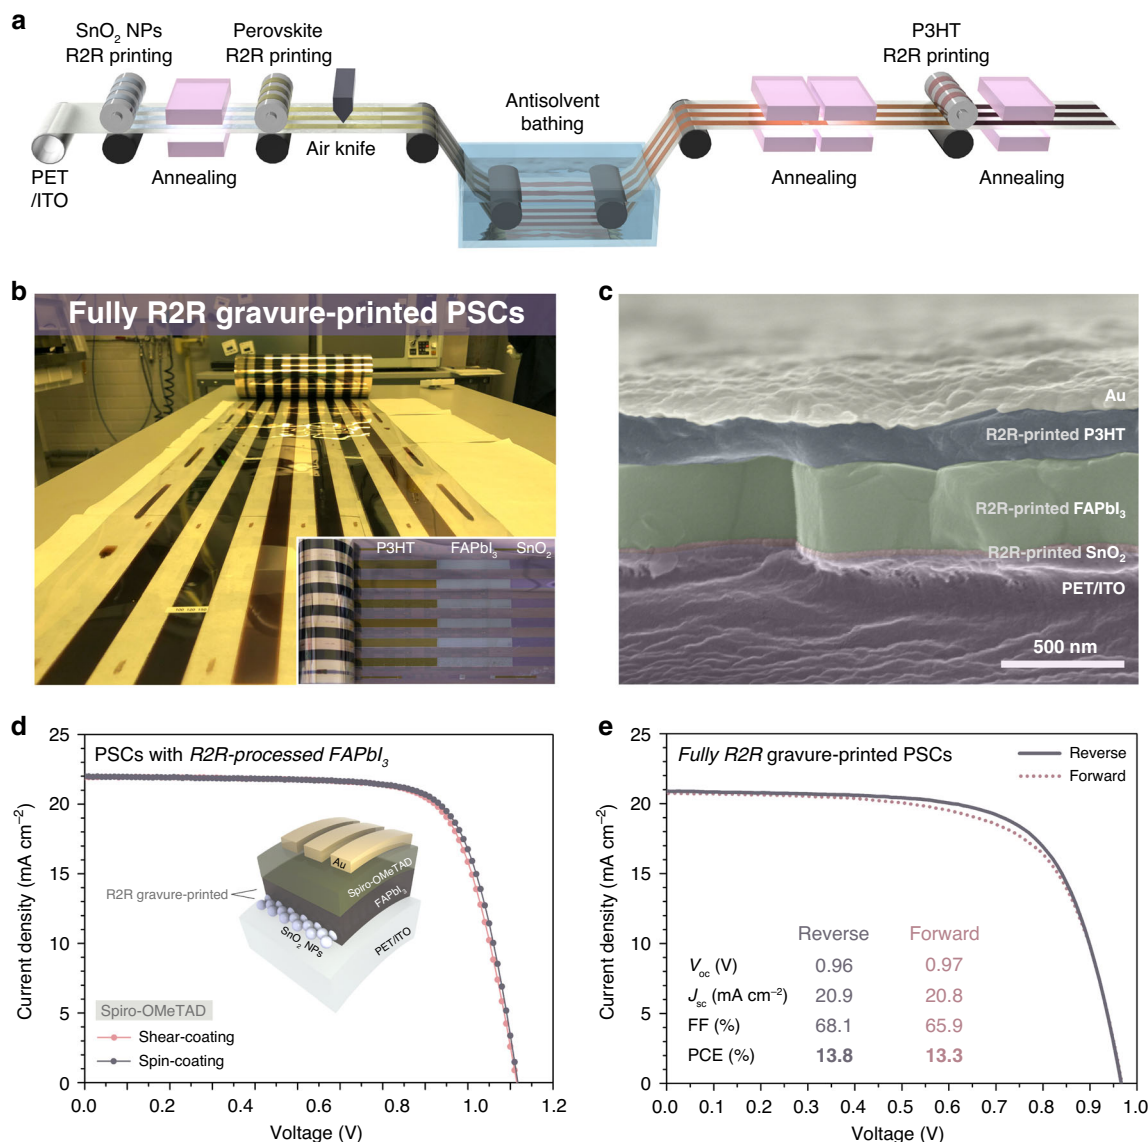 a
SnO2 NPs
R2R printing
Perovskite
R2R printing
P3HT
R2R printing
Antisolvent
bathing
Air knife
PET
/ITO
Annealing
Annealing
Annealing
b
Fully R2R gravure-printed PSCs
P3HT
FAPbI3
SnO2
c
Au
R2R-printed P3HT
R2R-printed FAPbI3
R2R-printed SnO2
PET/ITO
500 nm
d
PSCs with R2R-processed FAPbI3
Current density (mA cm−2)
25
20
15
10
5
0
Au
Spiro-OMeTAD
FAPbI3
R2R gravure-printed
SnO2 NPs
PET/ITO
Spiro-OMeTAD
Shear-coating
Spin-coating
0.0 0.2 0.4 0.6 0.8 1.0 1.2
Voltage (V)
e
Fully R2R gravure-printed PSCs
Reverse
Forward
Current density (mA cm−2)
25
20
15
10
5
0
Reverse Forward
Voc (V) 0.96 0.97
Jsc (mA cm−2) 20.9 20.8
FF (%) 68.1 65.9
PCE (%) 13.8 13.3
0.0 0.1 0.2 0.3 0.4 0.5 0.6 0.7 0.8 0.9 1.0
Voltage (V)